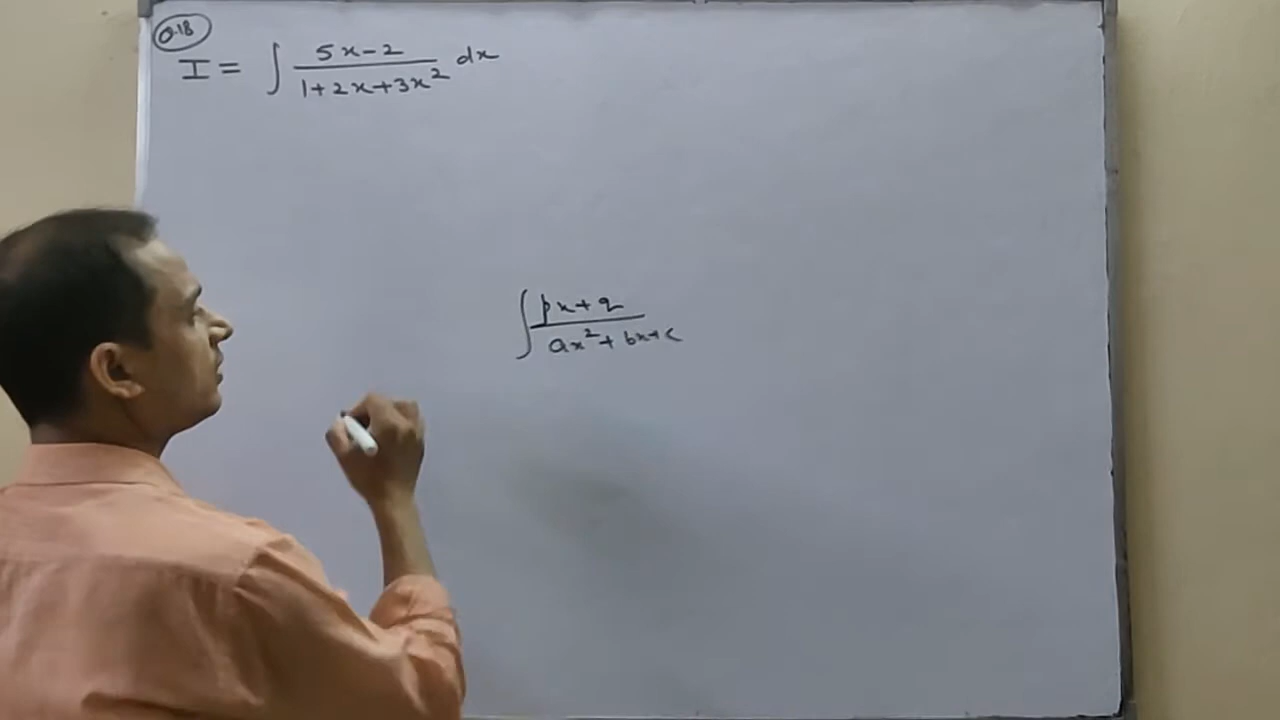 Q.18
I = ∫ (5x-2)/(1+2x+3x²) dx
∫ (px+q)/(ax²+bx+c)